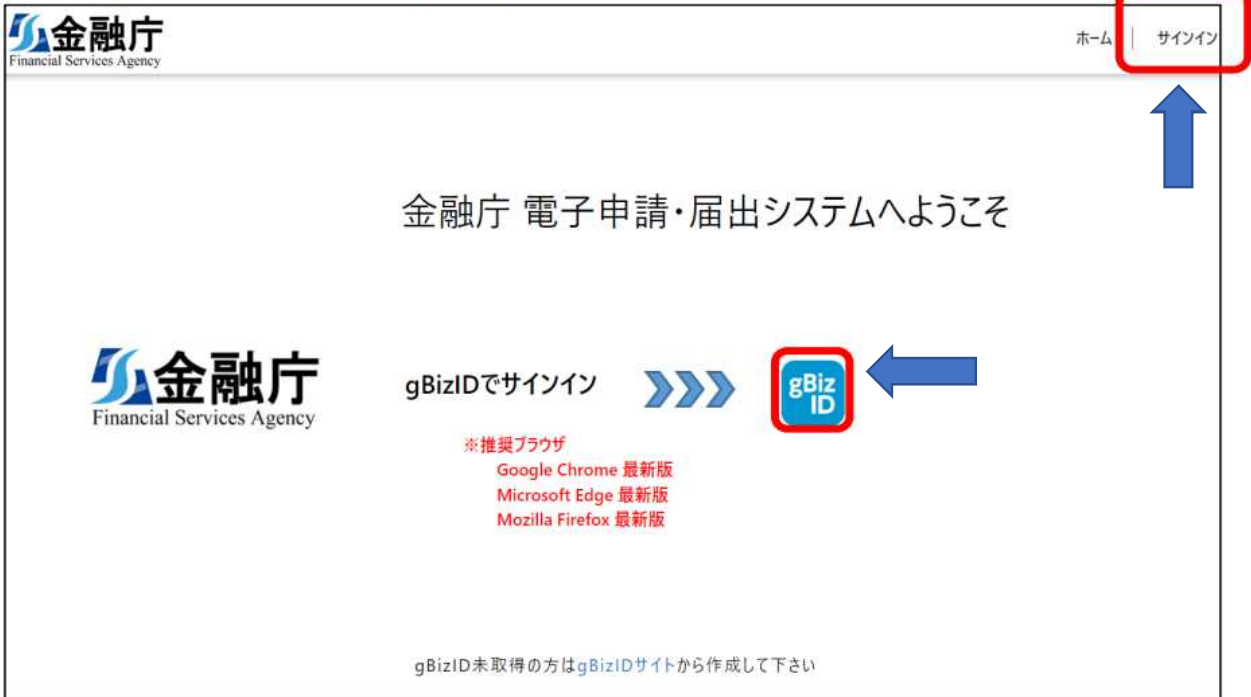 金融庁
Financial Services Agency
ホーム
サインイン
金融庁 電子申請・届出システムへようこそ
金融庁
Financial Services Agency
gBizIDでサインイン
gBiz
ID
※推奨ブラウザ
Google Chrome 最新版
Microsoft Edge 最新版
Mozilla Firefox 最新版
gBizID未取得の方はgBizIDサイトから作成して下さい